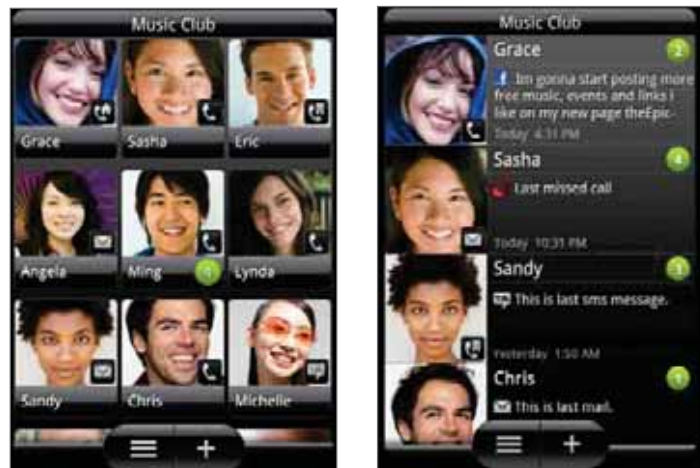 Music Club
Grace
Sasha
Eric
Angela
Ming
Lynda
Sandy
Chris
Michelle
Music Club
Grace
2
f Im gonna start posting more
free music, events and links i
like on my new page theEpic-
Today 4:31 PM
Sasha
4
Last missed call
Today 10:31 PM
Sandy
This is last sms message.
Yesterday 1:50 AM
Chris
1
This is last mail.